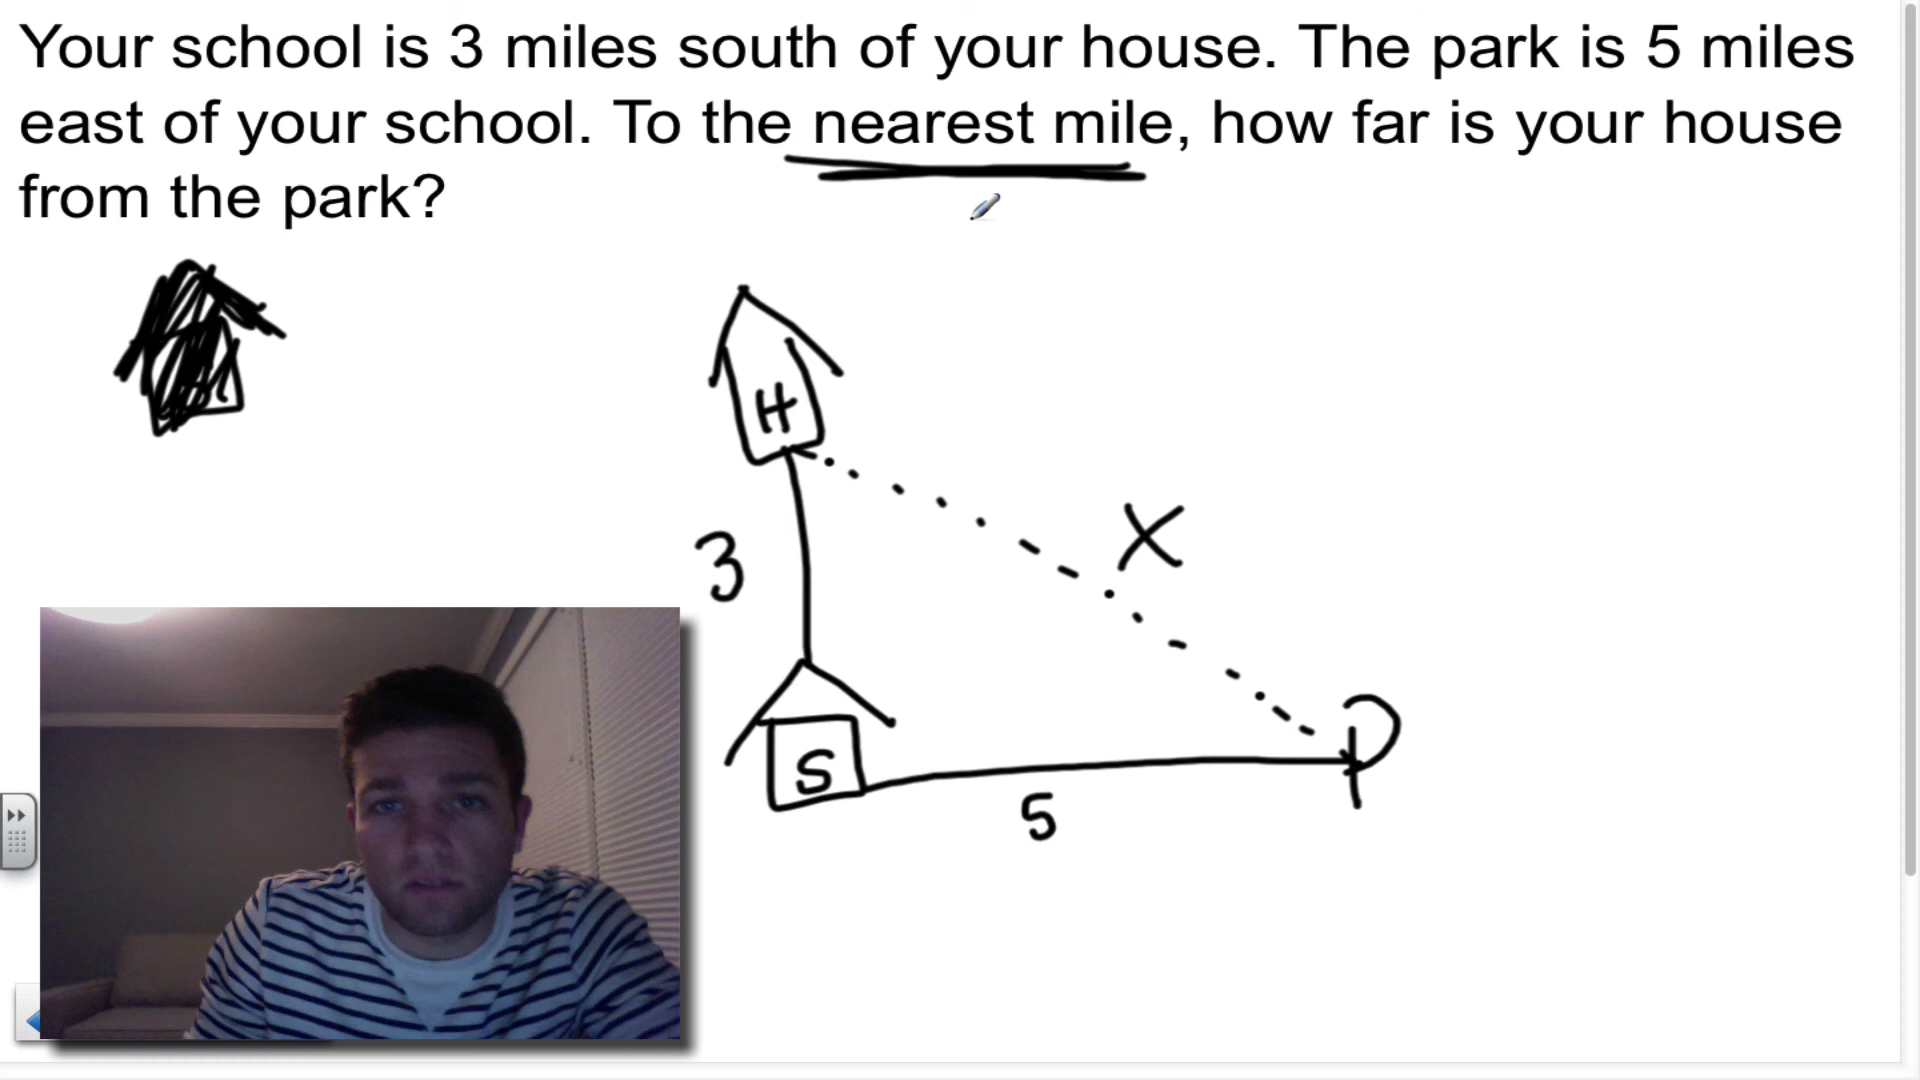 Your school is 3 miles south of your house. The park is 5 miles
east of your school. To the nearest mile, how far is your house
from the park?
H
3
X
S
P
5